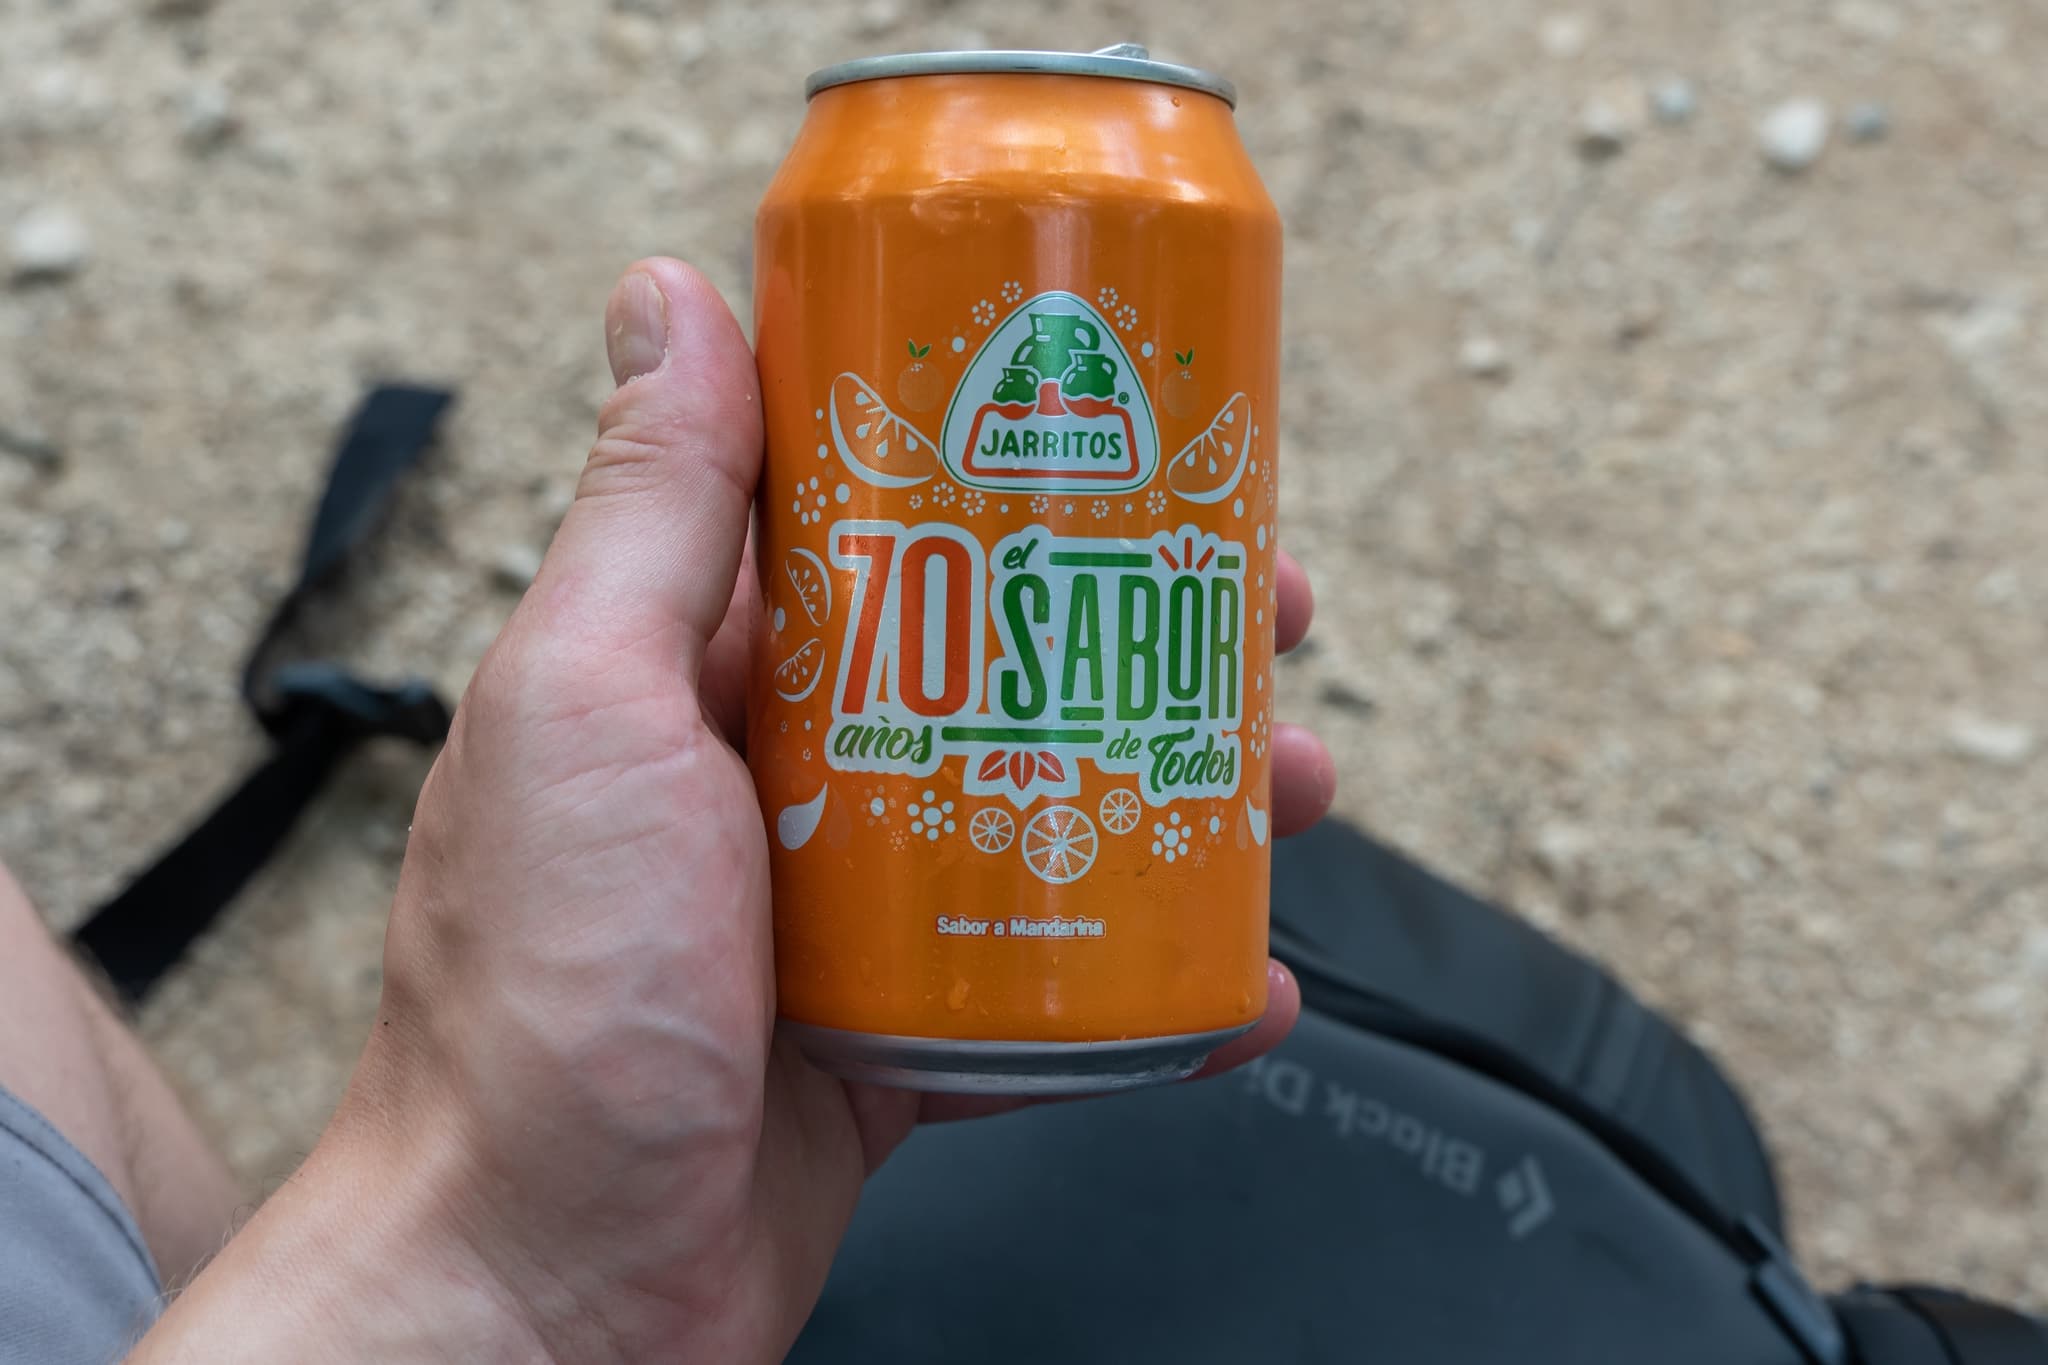 JARRITOS
70 el SABOR
años de Todos
Sabor a Mandarina
Black Di